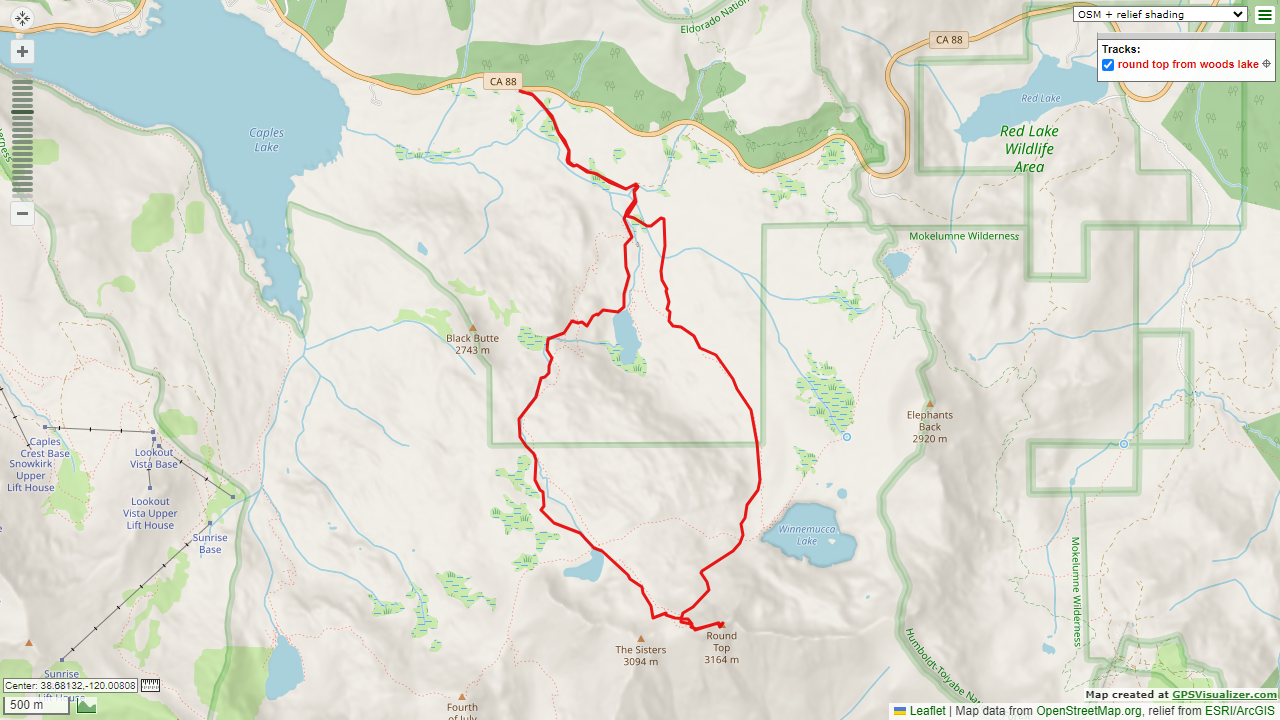 OSM + relief shading
Tracks:
round top from woods lake
Eldorado Nation
CA 88
CA 88
Red Lake
Red Lake
Wildlife
Area
Caples
Lake
Mokelumne Wilderness
Black Butte
2743 m
Elephants
Back
2920 m
Caples
Crest Base
Snowkirk
Upper
Lift House
Lookout
Vista Base
Lookout
Vista Upper
Lift House
Sunrise
Base
Winnemucca
Lake
Mokelumne Wilderness
Round
Top
3164 m
The Sisters
3094 m
Humboldt-Toiyabe Na
Sunrise
Lift House
Fourth
of July
Center: 38.68132,-120.00808
500 m
Map created at GPSVisualizer.com
Leaflet | Map data from OpenStreetMap.org, relief from ESRI/ArcGIS